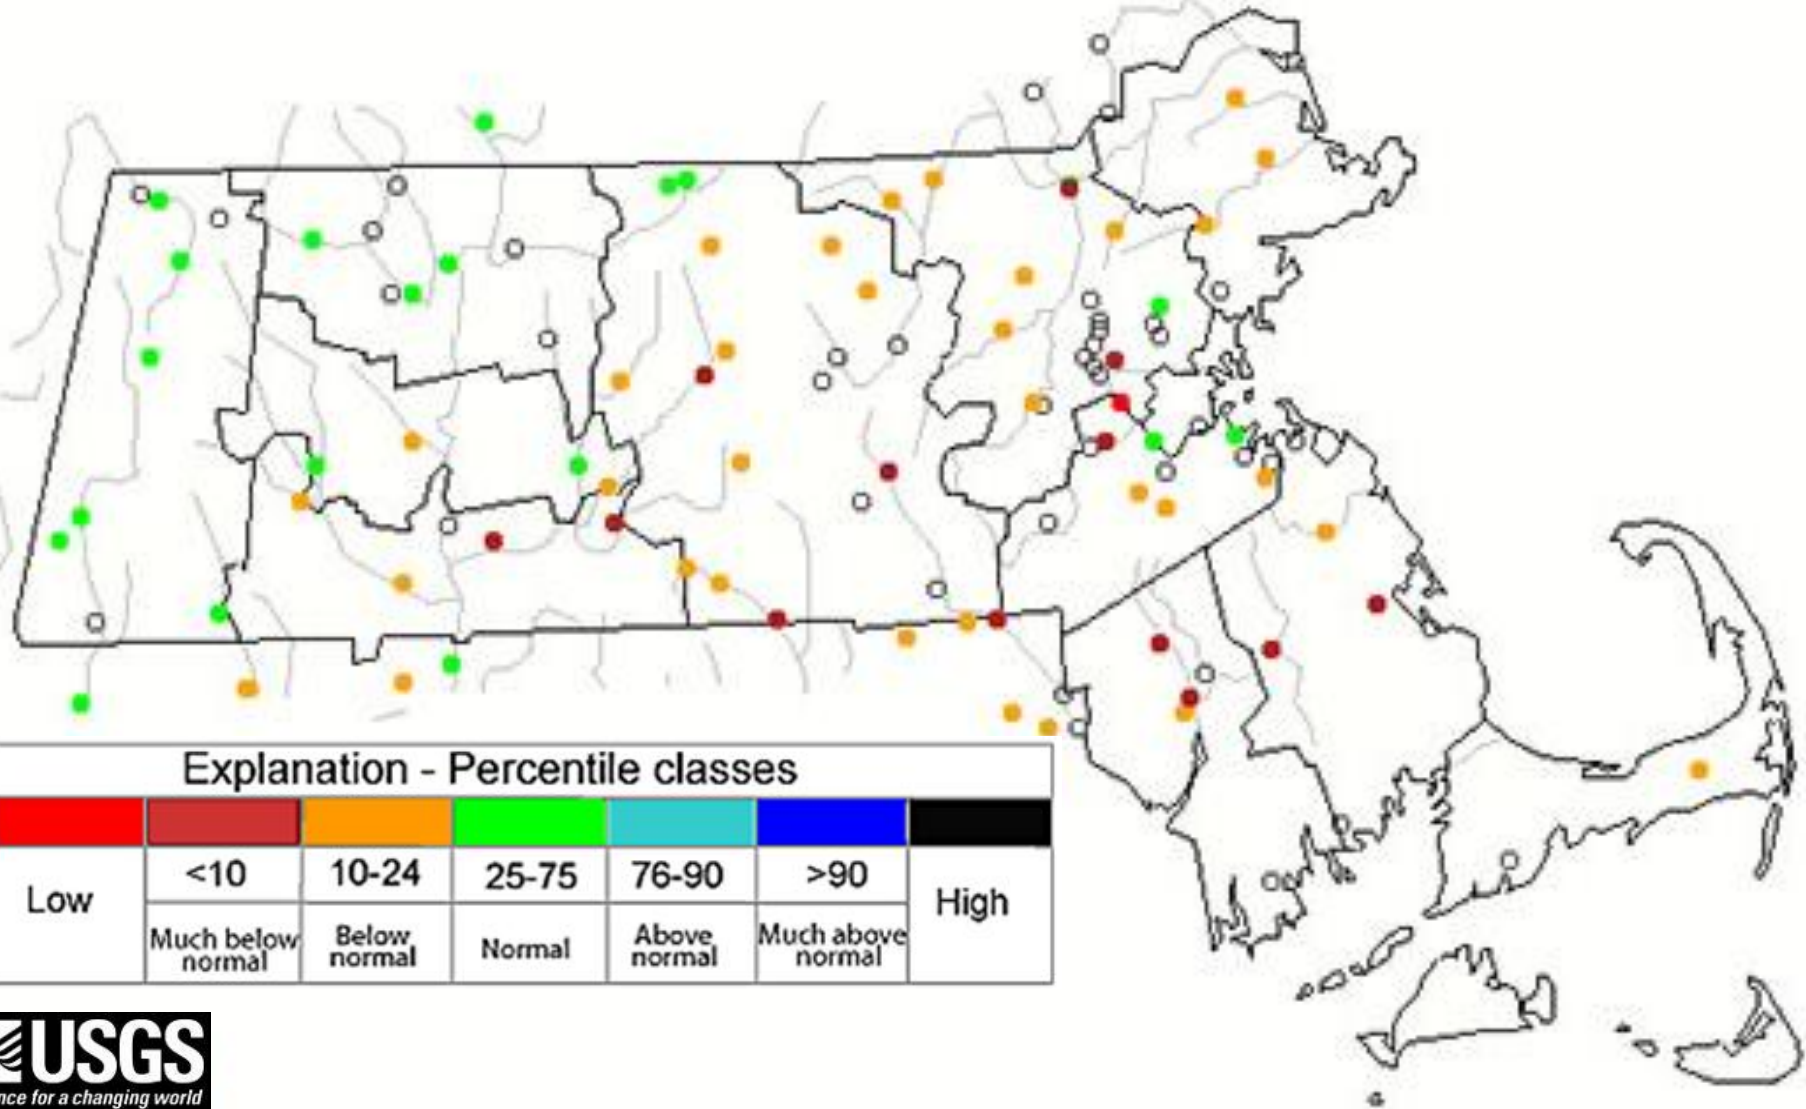 Explanation - Percentile classes
Low
<10
10-24
25-75
76-90
>90
High
Much below
normal
Below
normal
Normal
Above
normal
Much above
normal
USGS
nce for a changing world